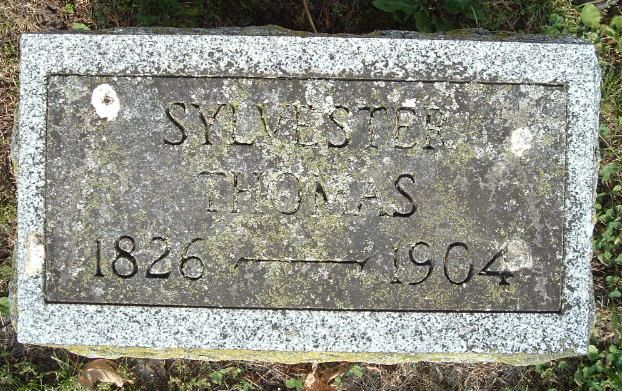 SYLVESTER
THOMAS
1826 — 1904